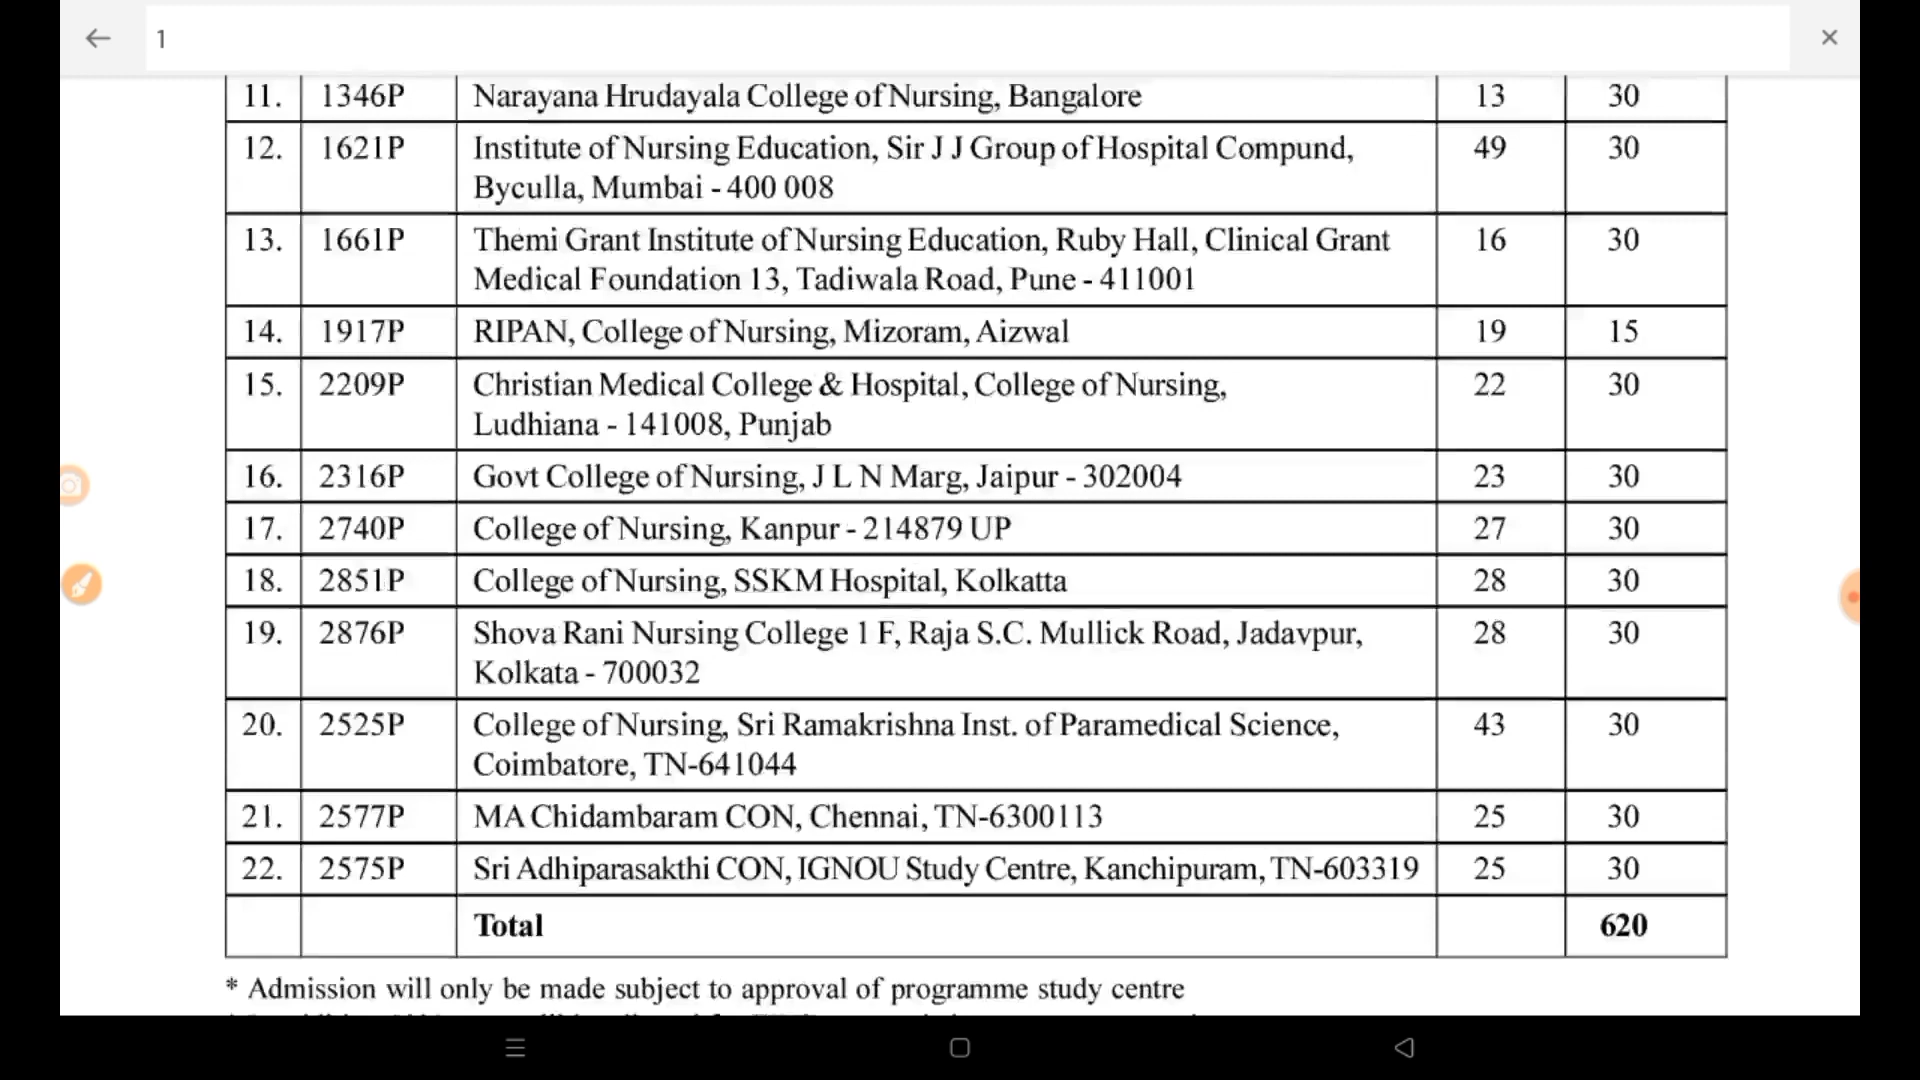 1
11. 1346P Narayana Hrudayala College of Nursing, Bangalore 13 30
12. 1621P Institute of Nursing Education, Sir J J Group of Hospital Compund, 49 30
Byculla, Mumbai - 400 008
13. 1661P Themi Grant Institute of Nursing Education, Ruby Hall, Clinical Grant 16 30
Medical Foundation 13, Tadiwala Road, Pune - 411001
14. 1917P RIPAN, College of Nursing, Mizoram, Aizwal 19 15
15. 2209P Christian Medical College & Hospital, College of Nursing, 22 30
Ludhiana - 141008, Punjab
16. 2316P Govt College of Nursing, J L N Marg, Jaipur - 302004 23 30
17. 2740P College of Nursing, Kanpur - 214879 UP 27 30
18. 2851P College of Nursing, SSKM Hospital, Kolkatta 28 30
19. 2876P Shova Rani Nursing College 1 F, Raja S.C. Mullick Road, Jadavpur, 28 30
Kolkata - 700032
20. 2525P College of Nursing, Sri Ramakrishna Inst. of Paramedical Science, 43 30
Coimbatore, TN-641044
21. 2577P MA Chidambaram CON, Chennai, TN-6300113 25 30
22. 2575P Sri Adhiparasakthi CON, IGNOU Study Centre, Kanchipuram, TN-603319 25 30
Total 620
* Admission will only be made subject to approval of programme study centre